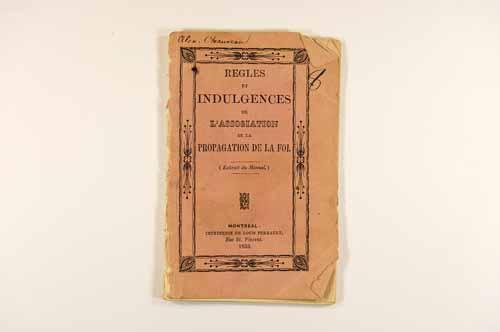 REGLES
ET
INDULGENCES
DE
L'ASSOCIATION
DE LA
PROPAGATION DE LA FOI.
( Extrait du Manuel. )
MONTREAL.
IMPRIMERIE DE LOUIS PERRAULT,
Rue St. Vincent.